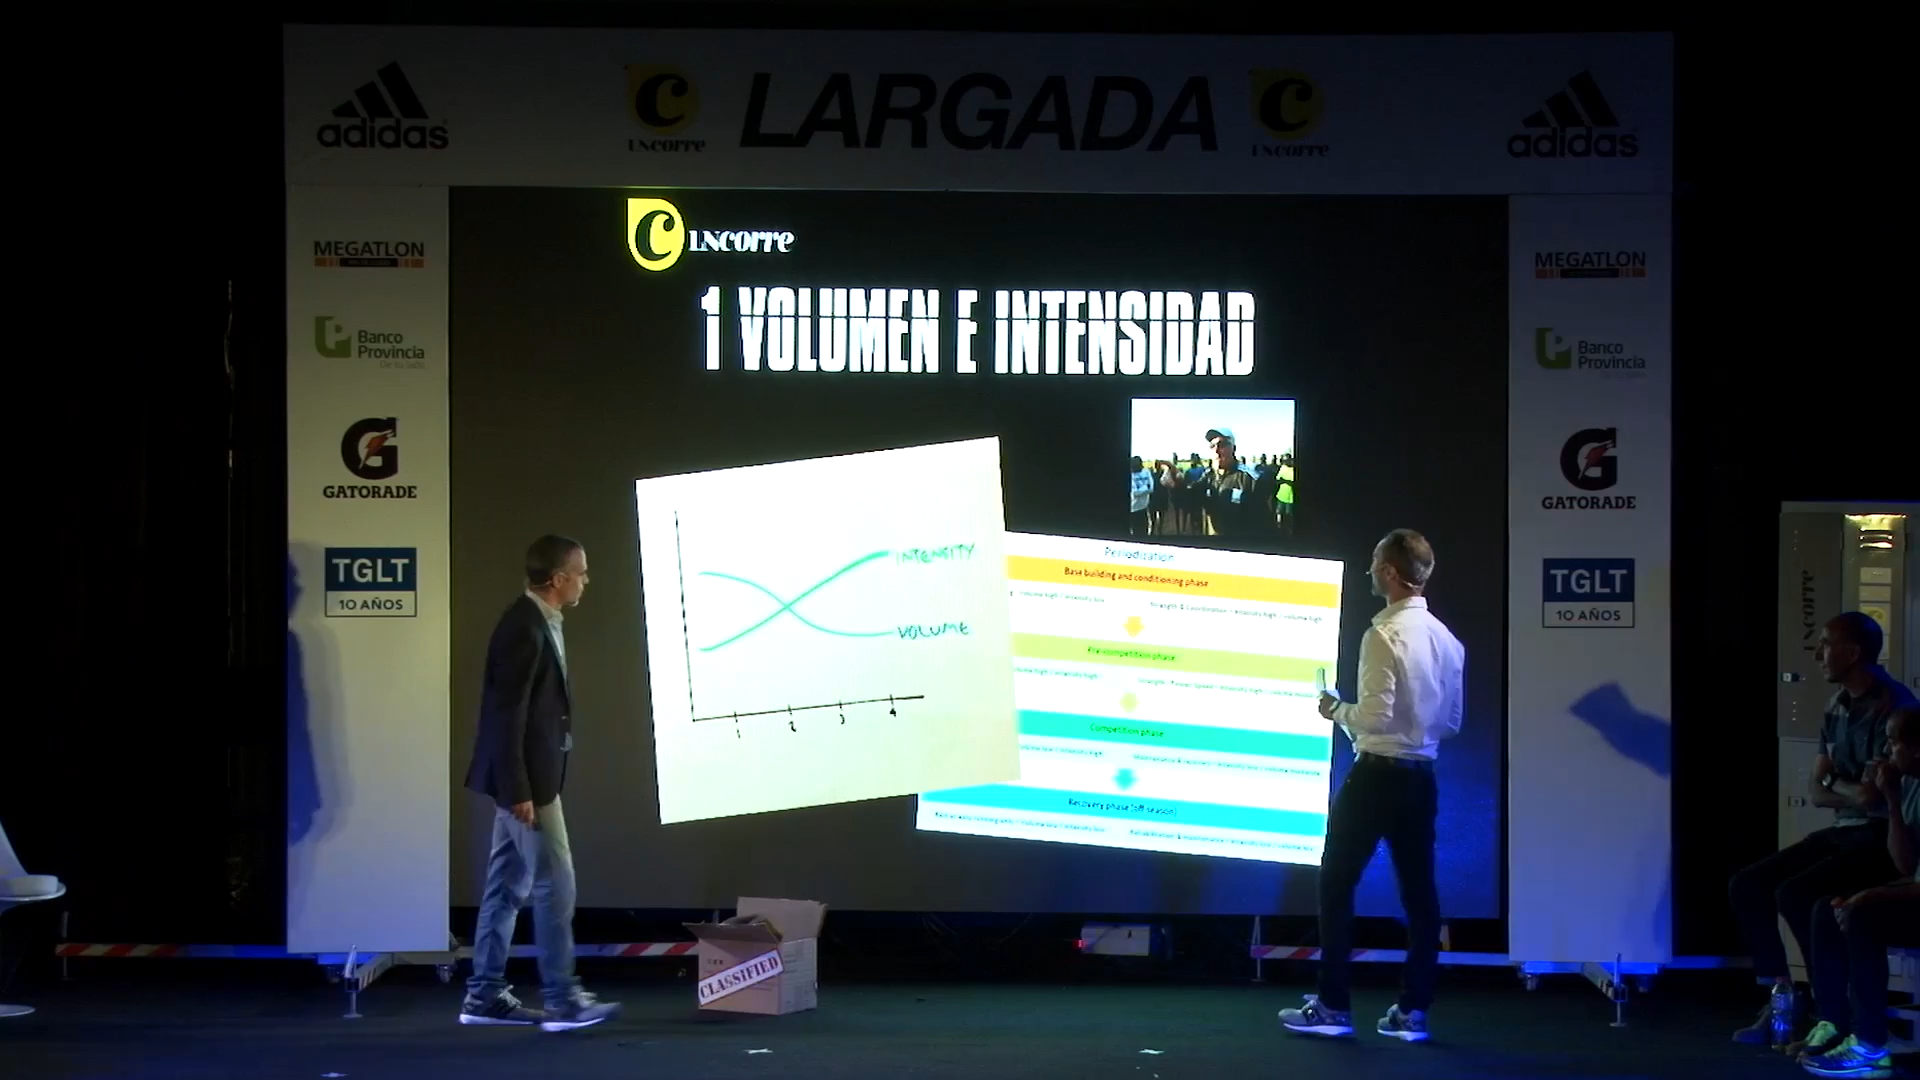 adidas
LNcorre
LARGADA
LNcorre
adidas
MEGATLON
Banco
Provincia
GATORADE
TGLT
10 AÑOS
LNcorre
1 VOLUMEN E INTENSIDAD
INTENSITY
VOLUME
1 2 3 4
Periodization
Base building and conditioning phase
Pre-competition phase
Competition phase
Recovery phase (off season)
CLASSIFIED
MEGATLON
Banco
Provincia
G
GATORADE
TGLT
10 AÑOS
LNcorre